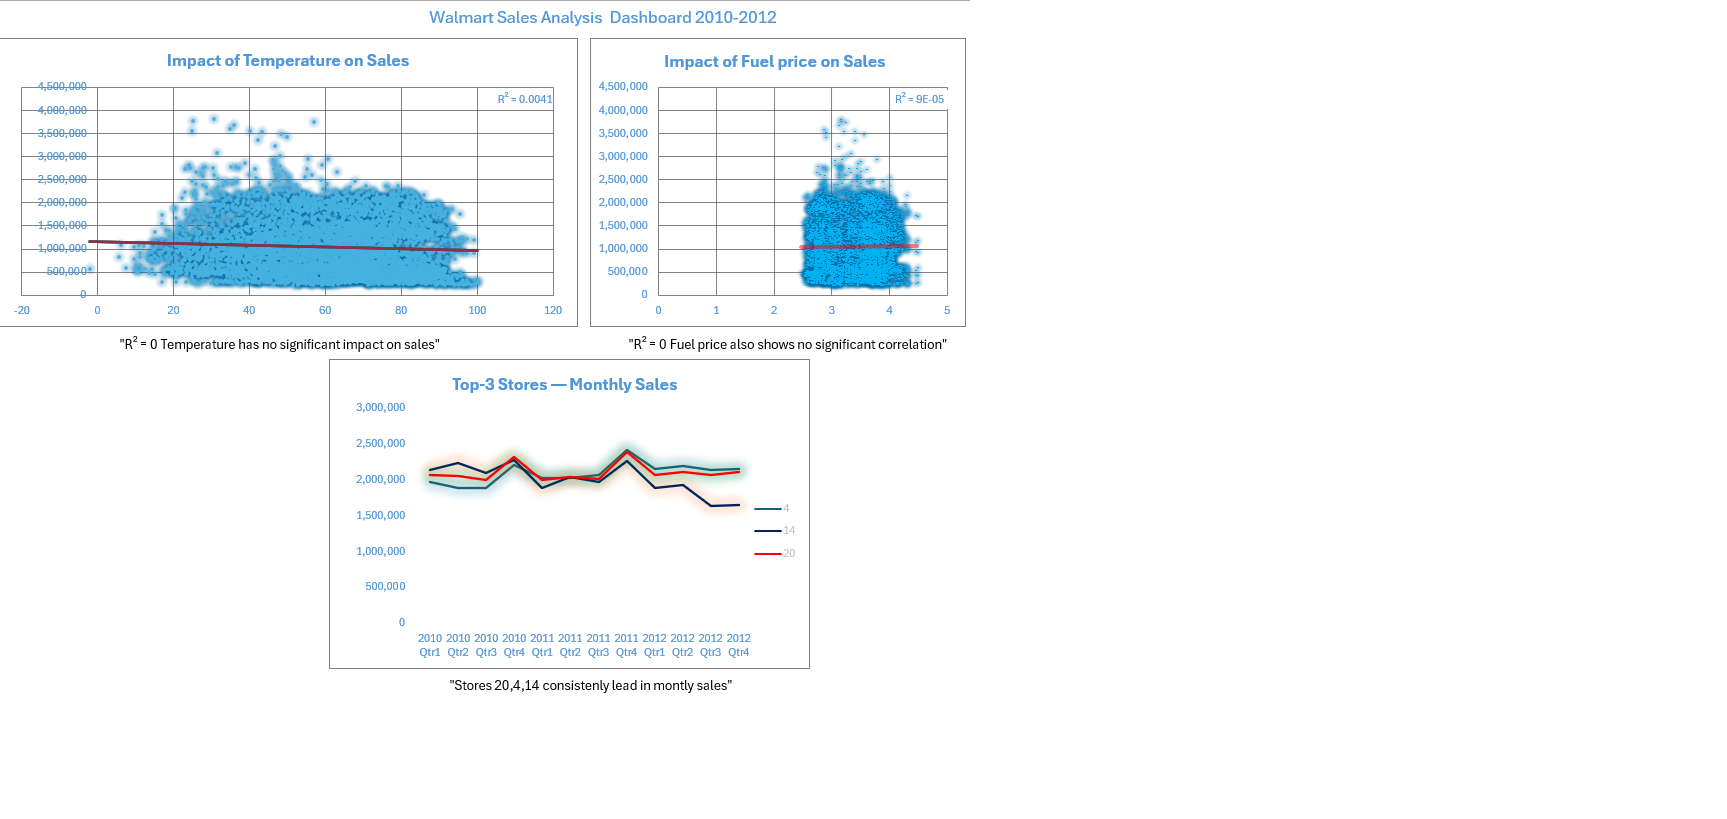 Walmart Sales Analysis Dashboard 2010-2012
Impact of Temperature on Sales
4,500,000
R² = 0.0041
4,000,000
3,500,000
3,000,000
2,500,000
2,000,000
1,500,000
1,000,000
500,000
0
-20 0 20 40 60 80 100 120
"R² = 0 Temperature has no significant impact on sales"
Impact of Fuel price on Sales
4,500,000
R² = 9E-05
4,000,000
3,500,000
3,000,000
2,500,000
2,000,000
1,500,000
1,000,000
500,000
0
0 1 2 3 4 5
"R² = 0 Fuel price also shows no significant correlation"
Top-3 Stores — Monthly Sales
3,000,000
2,500,000
2,000,000
1,500,000
1,000,000
500,000
0
4
14
20
2010 2010 2010 2010 2011 2011 2011 2011 2012 2012 2012 2012
Qtr1 Qtr2 Qtr3 Qtr4 Qtr1 Qtr2 Qtr3 Qtr4 Qtr1 Qtr2 Qtr3 Qtr4
"Stores 20,4,14 consistenly lead in montly sales"